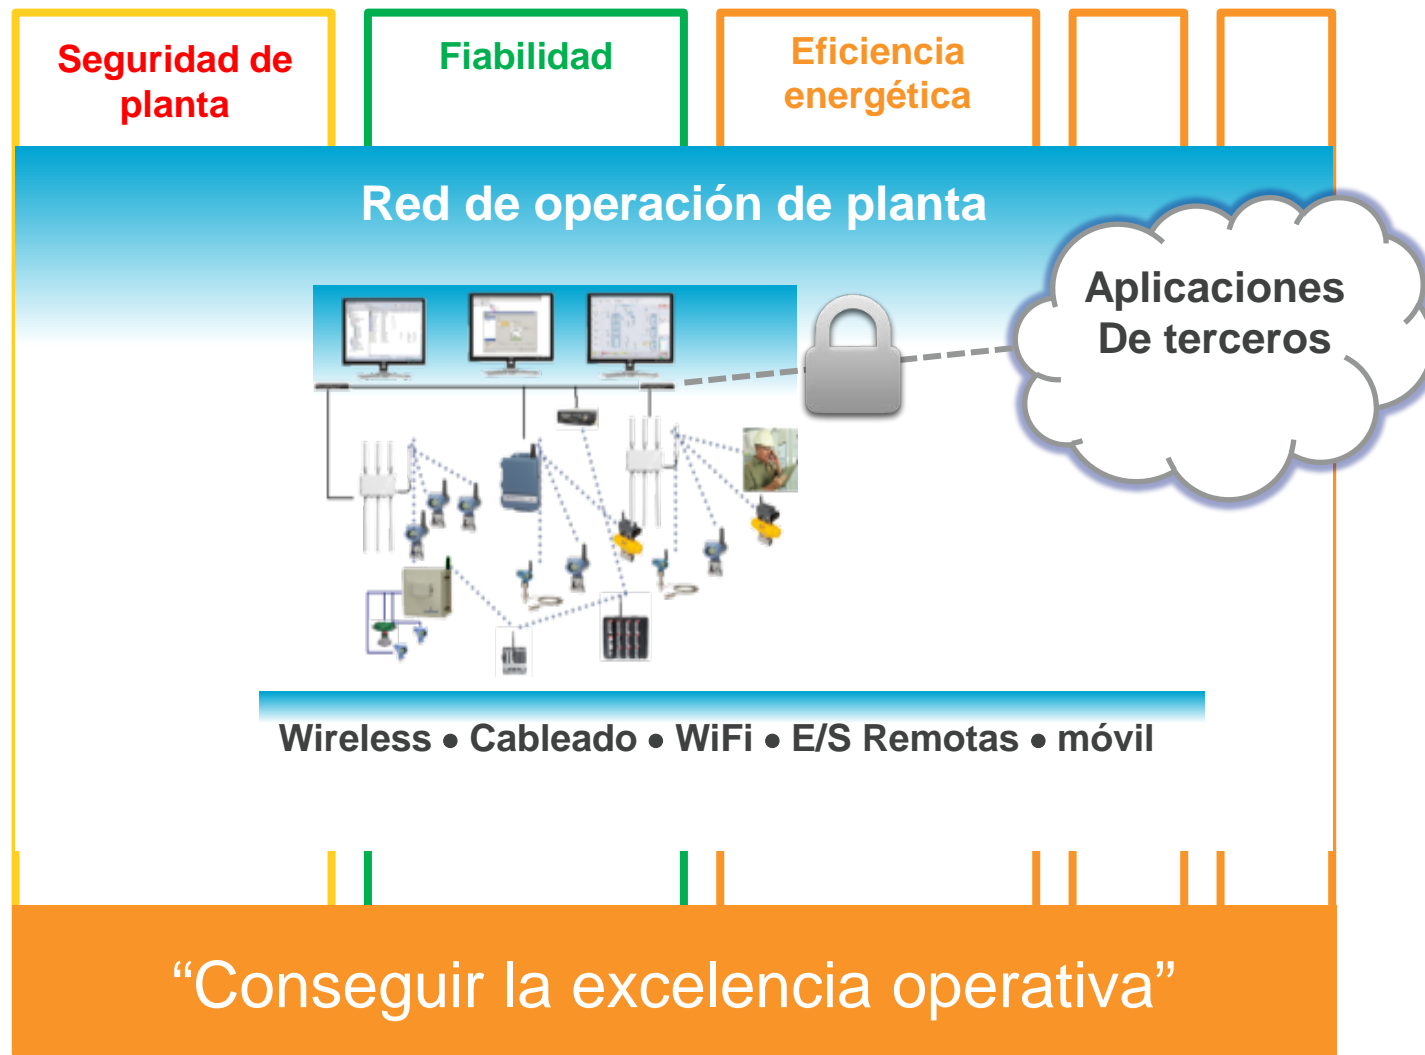 Seguridad de
planta
Fiabilidad
Eficiencia
energética
Red de operación de planta
Aplicaciones
De terceros
Wireless • Cableado • WiFi • E/S Remotas • móvil
“Conseguir la excelencia operativa”